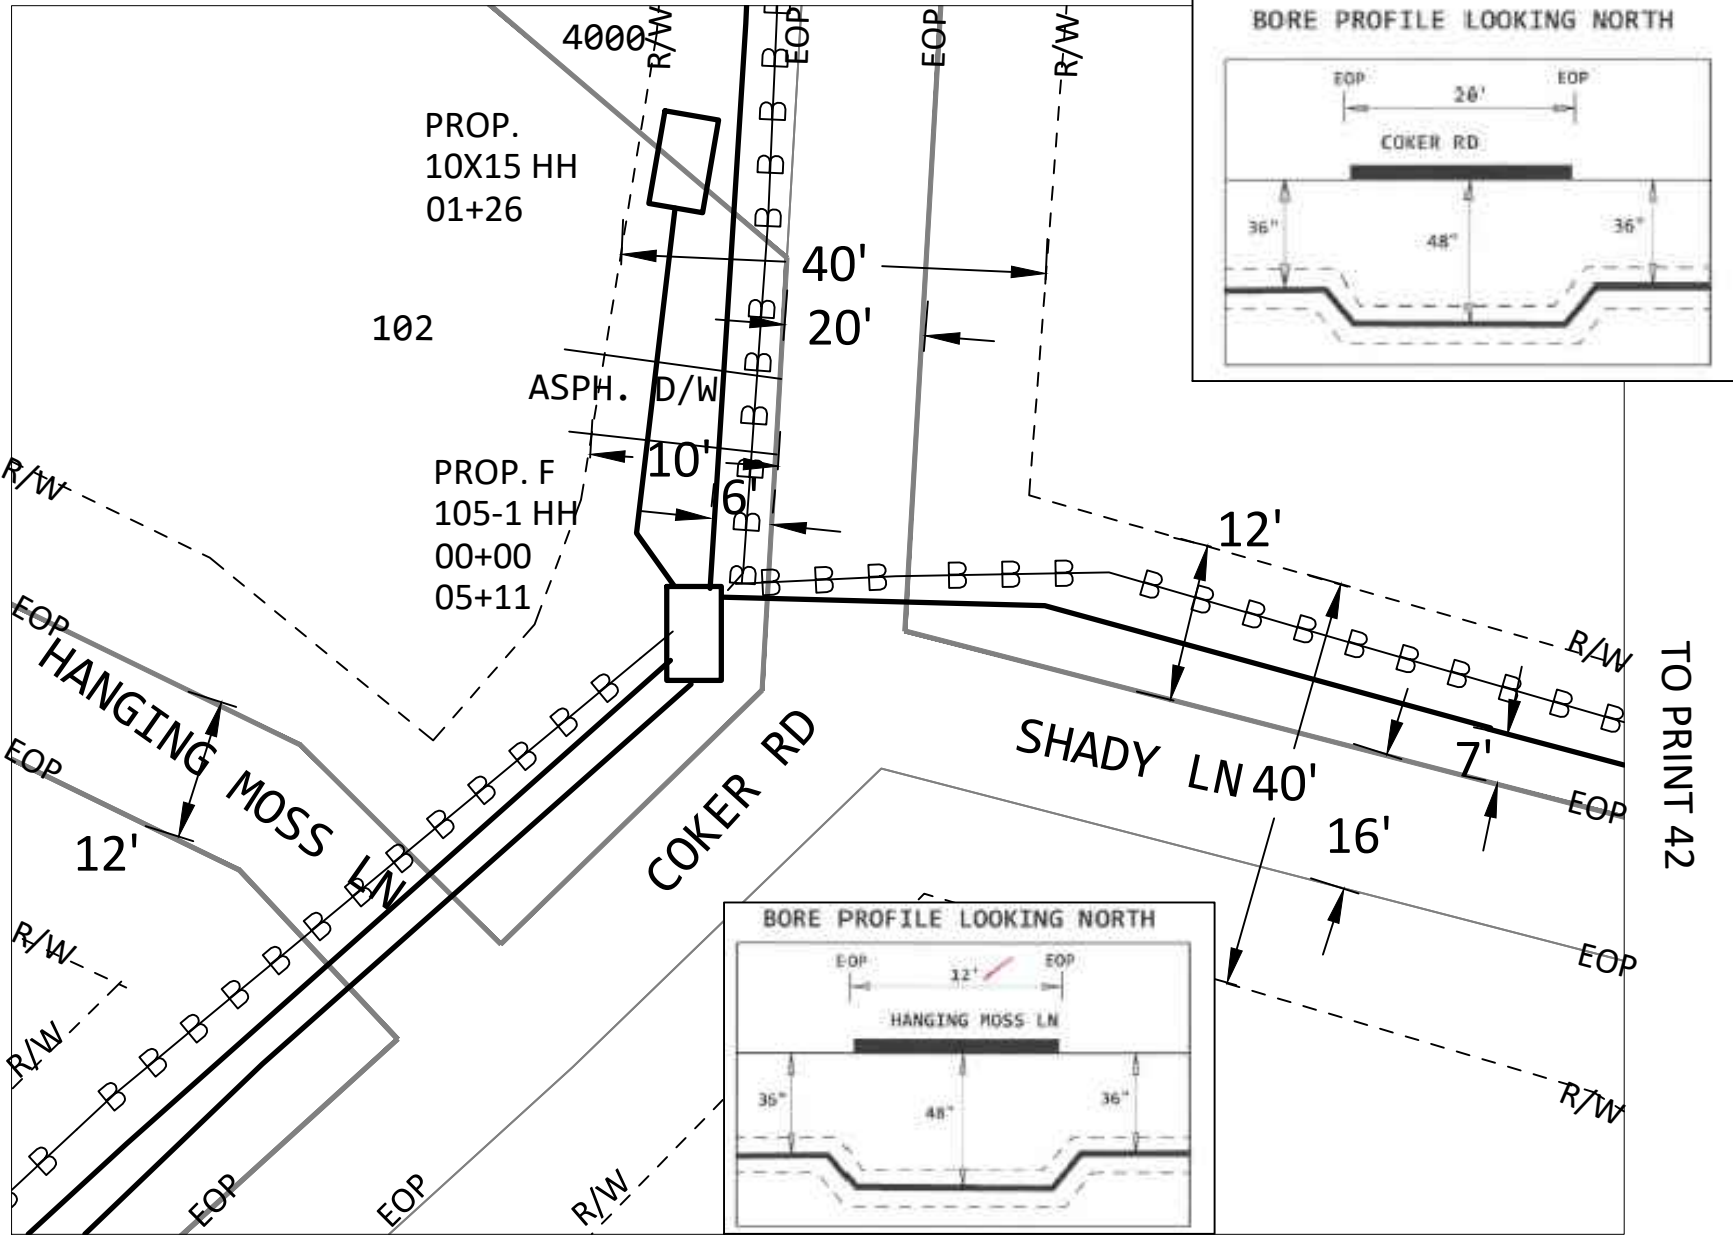 4000
R/W
B
B
B
B
B
B
B
B
B
B
B
EOP
EOP
R/W
BORE PROFILE LOOKING NORTH
EOP
EOP
20'
COKER RD
36"
48"
36"
PROP.
10X15 HH
01+26
40'
20'
102
ASPH. D/W
10'
6'
PROP. F
105-1 HH
00+00
05+11
R/W
EOP
HANGING MOSS LN
EOP
12'
R/W
R/W
12'
B B B B B B B B B B B B B B B B
R/W
TO PRINT 42
SHADY LN
40'
7'
EOP
16'
EOP
R/W
COKER RD
B B B B B B B B B B B B B B
EOP
EOP
R/W
BORE PROFILE LOOKING NORTH
EOP
EOP
12'
HANGING MOSS LN
36"
48"
36"